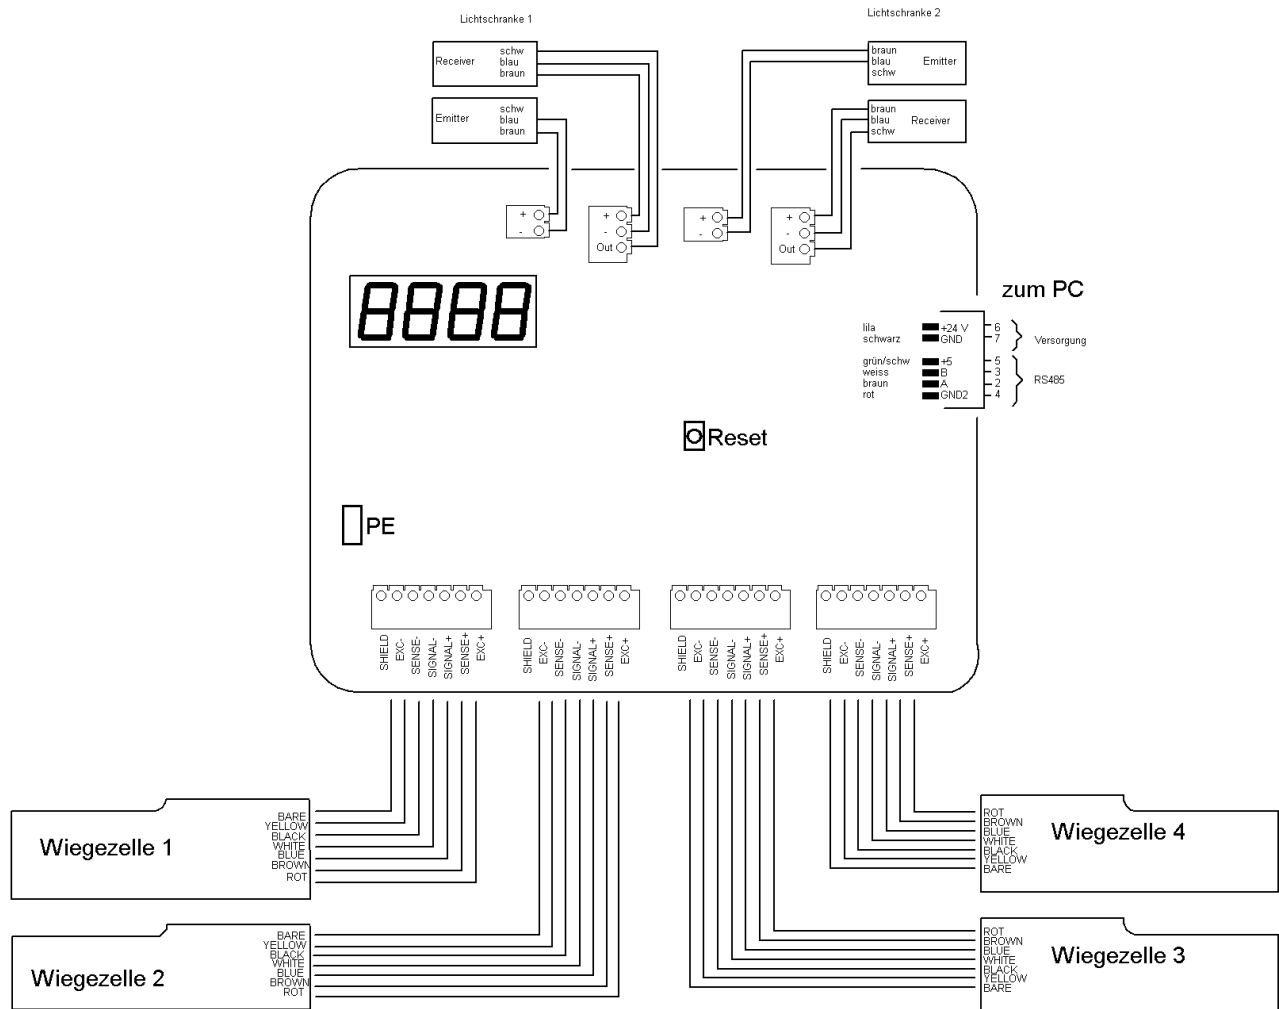 Lichtschranke 1
Lichtschranke 2
Receiver
schw
blau
braun
Emitter
schw
blau
braun
braun
blau
schw
Emitter
braun
blau
schw
Receiver
+
-
+
-
Out
+
-
+
-
Out
8888
zum PC
lila +24 V 6
schwarz GND 7
Versorgung
grün/schw +5 5
weiss B 3
braun A 2
rot GND2 4
RS485
Reset
PE
SHIELD EXC- SENSE- SIGNAL- SIGNAL+ SENSE+ EXC+
SHIELD EXC- SENSE- SIGNAL- SIGNAL+ SENSE+ EXC+
SHIELD EXC- SENSE- SIGNAL- SIGNAL+ SENSE+ EXC+
SHIELD EXC- SENSE- SIGNAL- SIGNAL+ SENSE+ EXC+
Wiegezelle 1
BARE
YELLOW
BLACK
WHITE
BLUE
BROWN
ROT
Wiegezelle 4
ROT
BROWN
BLUE
WHITE
BLACK
YELLOW
BARE
Wiegezelle 2
BARE
YELLOW
BLACK
WHITE
BLUE
BROWN
ROT
Wiegezelle 3
ROT
BROWN
BLUE
WHITE
BLACK
YELLOW
BARE